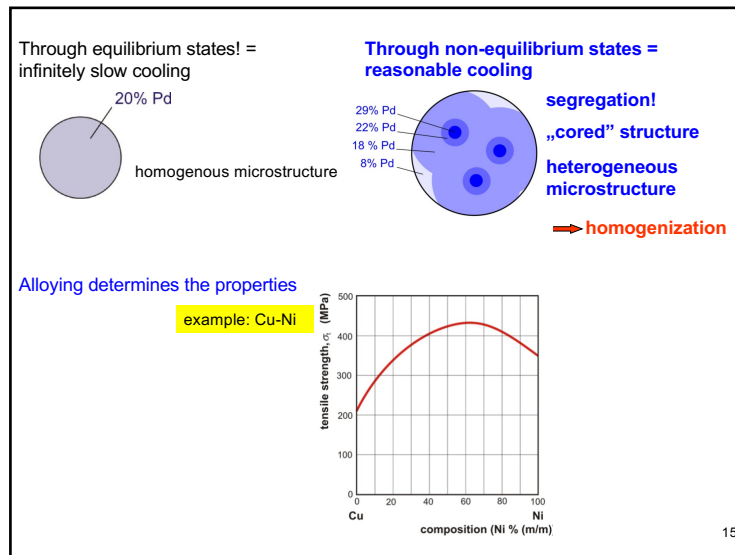 Through equilibrium states! =
infinitely slow cooling
20% Pd
homogenous microstructure
Through non-equilibrium states =
reasonable cooling
29% Pd
22% Pd
18 % Pd
8% Pd
segregation!
„cored” structure
heterogeneous
microstructure
homogenization
Alloying determines the properties
example: Cu-Ni
tensile strength, σt (MPa)
500
400
300
200
100
0
0 20 40 60 80 100
Cu Ni
composition (Ni % (m/m)
15